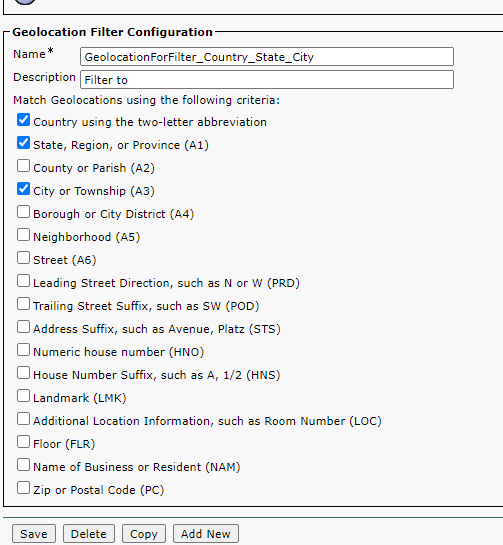 Geolocation Filter Configuration
Name* GeolocationForFilter_Country_State_City
Description Filter to
Match Geolocations using the following criteria:
Country using the two-letter abbreviation
State, Region, or Province (A1)
County or Parish (A2)
City or Township (A3)
Borough or City District (A4)
Neighborhood (A5)
Street (A6)
Leading Street Direction, such as N or W (PRD)
Trailing Street Suffix, such as SW (POD)
Address Suffix, such as Avenue, Platz (STS)
Numeric house number (HNO)
House Number Suffix, such as A, 1/2 (HNS)
Landmark (LMK)
Additional Location Information, such as Room Number (LOC)
Floor (FLR)
Name of Business or Resident (NAM)
Zip or Postal Code (PC)
Save Delete Copy Add New